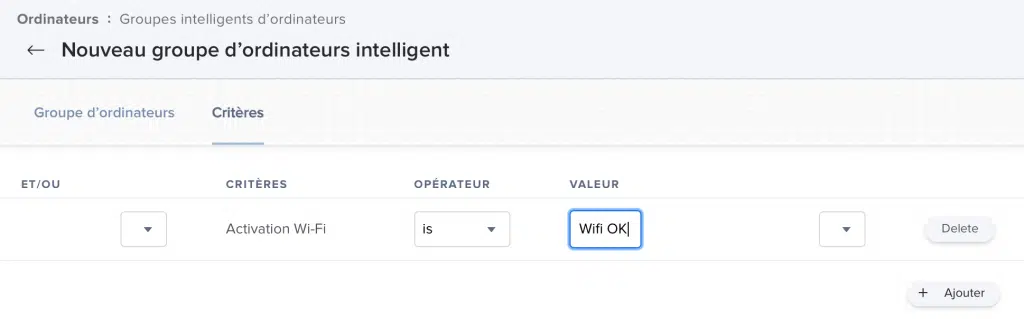 Ordinateurs : Groupes intelligents d’ordinateurs
← Nouveau groupe d’ordinateurs intelligent
Groupe d’ordinateurs Critères
ET/OU CRITÈRES OPÉRATEUR VALEUR
Activation Wi-Fi is Wifi OK Delete
+ Ajouter